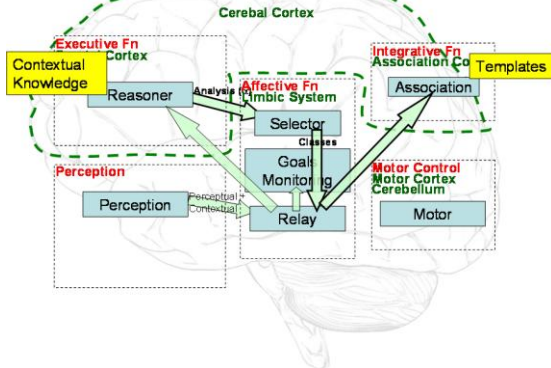 Cerebal Cortex
Executive Fn
Cortex
Contextual
Knowledge
Reasoner
Analysis
Affective Fn
Limbic System
Selector
Classes
Goals
Monitoring
Relay
Integrative Fn
Association Co
Templates
Association
Perception
Perception
Perceptual
Contextual
Motor Control
Motor Cortex
Cerebellum
Motor